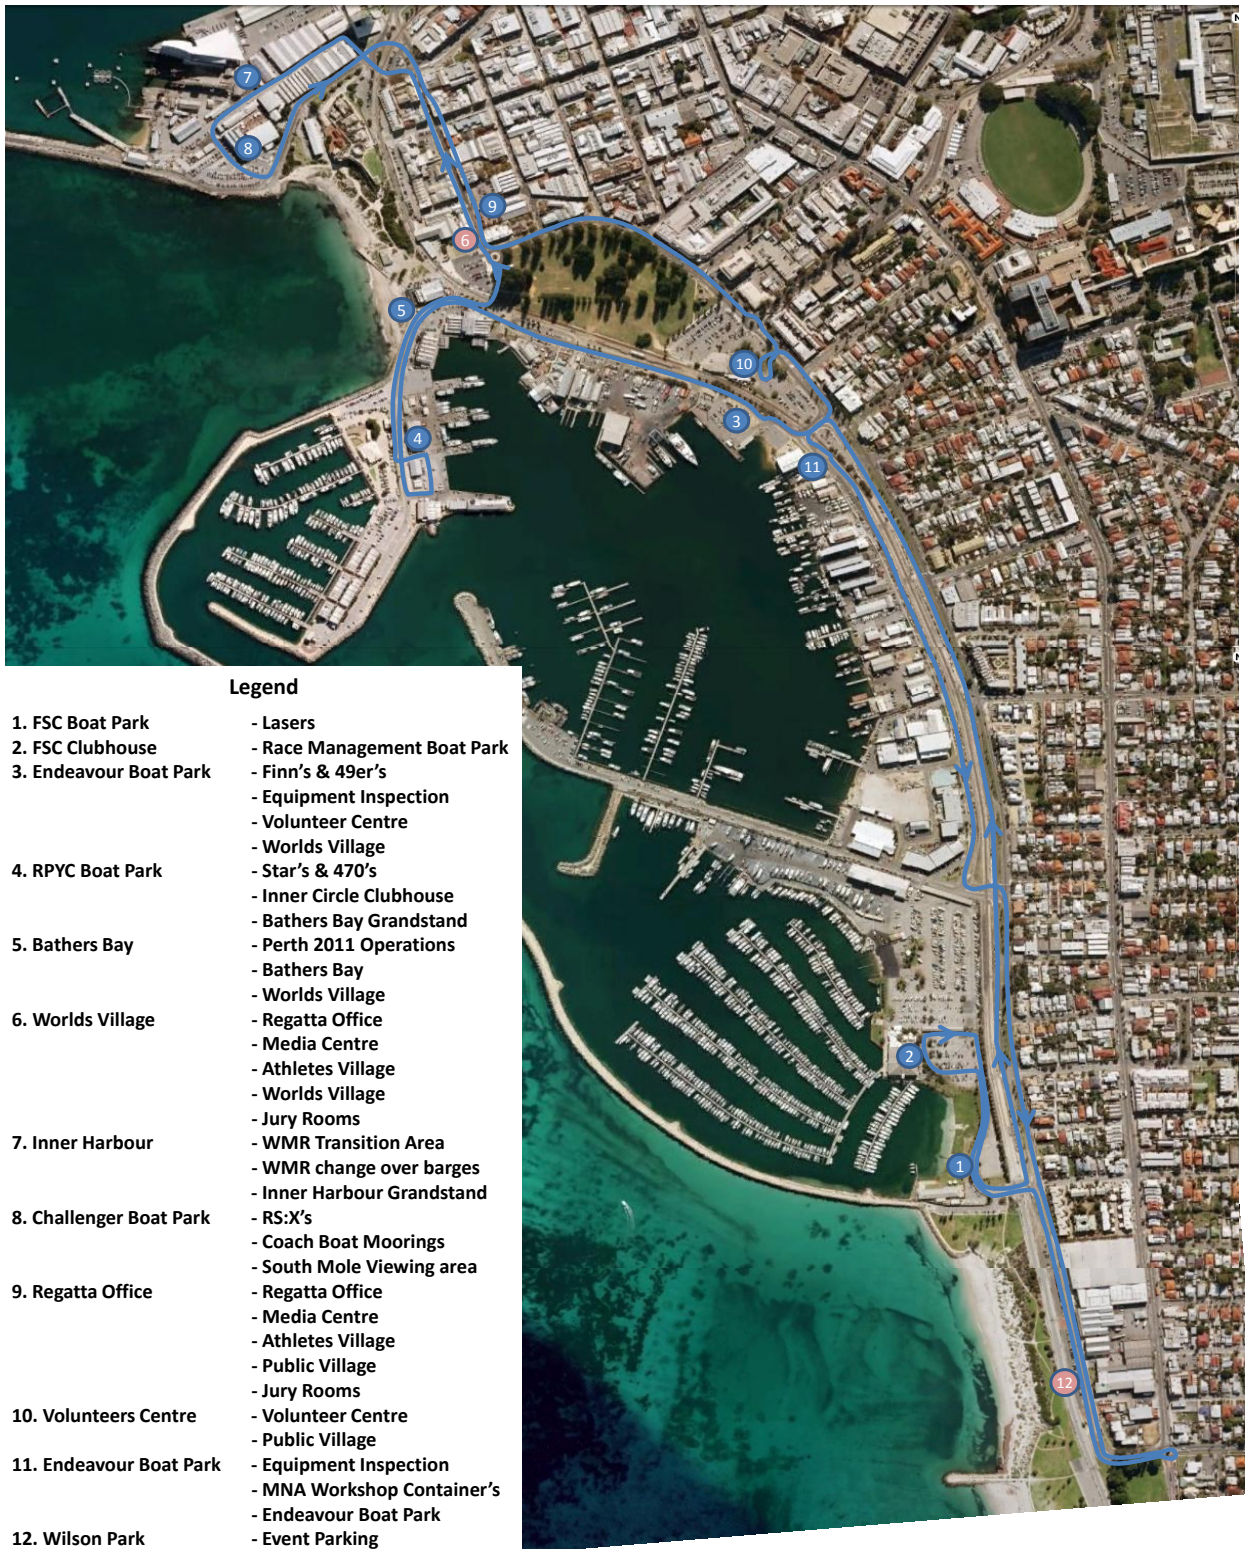 7
8
9
6
5
10
3
4
11
2
1
12
Legend
1. FSC Boat Park - Lasers
2. FSC Clubhouse - Race Management Boat Park
3. Endeavour Boat Park - Finn's & 49er's
- Equipment Inspection
- Volunteer Centre
- Worlds Village
4. RPYC Boat Park - Star's & 470's
- Inner Circle Clubhouse
- Bathers Bay Grandstand
5. Bathers Bay - Perth 2011 Operations
- Bathers Bay
- Worlds Village
6. Worlds Village - Regatta Office
- Media Centre
- Athletes Village
- Worlds Village
- Jury Rooms
7. Inner Harbour - WMR Transition Area
- WMR change over barges
- Inner Harbour Grandstand
8. Challenger Boat Park - RS:X's
- Coach Boat Moorings
- South Mole Viewing area
9. Regatta Office - Regatta Office
- Media Centre
- Athletes Village
- Public Village
- Jury Rooms
10. Volunteers Centre - Volunteer Centre
- Public Village
11. Endeavour Boat Park - Equipment Inspection
- MNA Workshop Container's
- Endeavour Boat Park
12. Wilson Park - Event Parking